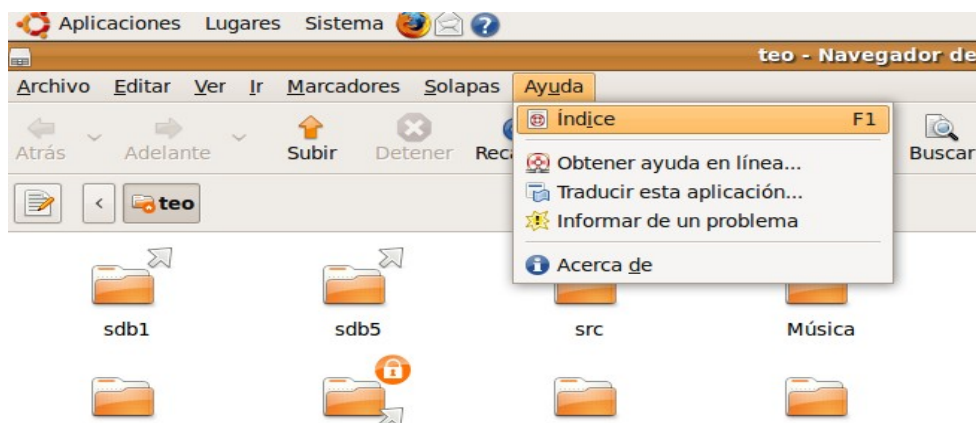 Aplicaciones Lugares Sistema
teo - Navegador de
Archivo Editar Ver Ir Marcadores Solapas Ayuda
Índice F1
Atrás Adelante Subir Detener Buscar
Obtener ayuda en línea...
Traducir esta aplicación...
teo
Informar de un problema
Acerca de
sdb1 sdb5 src Música